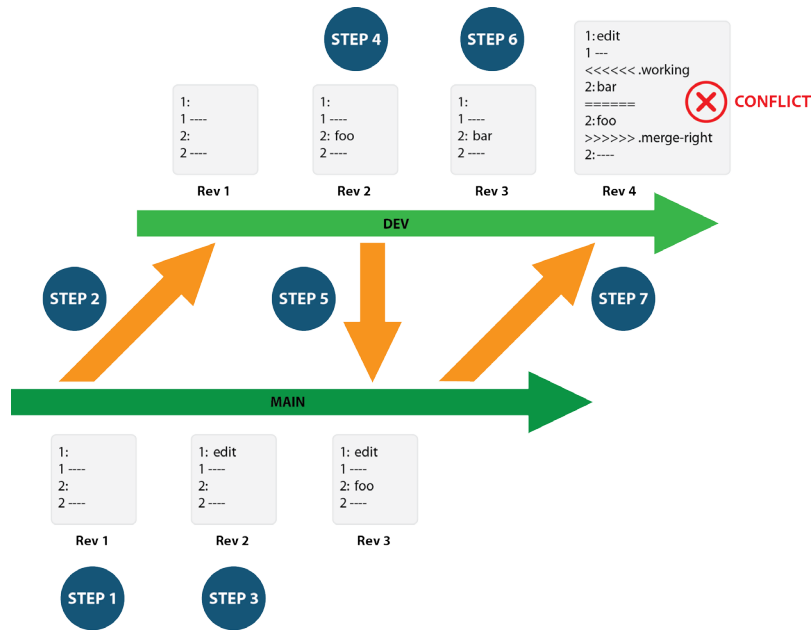 STEP 4
STEP 6
1:
1 ----
2:
2 ----
Rev 1
1:
1 ----
2: foo
2 ----
Rev 2
1:
1 ----
2: bar
2 ----
Rev 3
1:edit
1 ---
<<<<<< .working
2:bar
======
2:foo
>>>>>> .merge-right
2:----
Rev 4
CONFLICT
DEV
STEP 2
STEP 5
STEP 7
MAIN
1:
1 ----
2:
2 ----
Rev 1
1: edit
1 ----
2:
2 ----
Rev 2
1: edit
1 ----
2: foo
2 ----
Rev 3
STEP 1
STEP 3